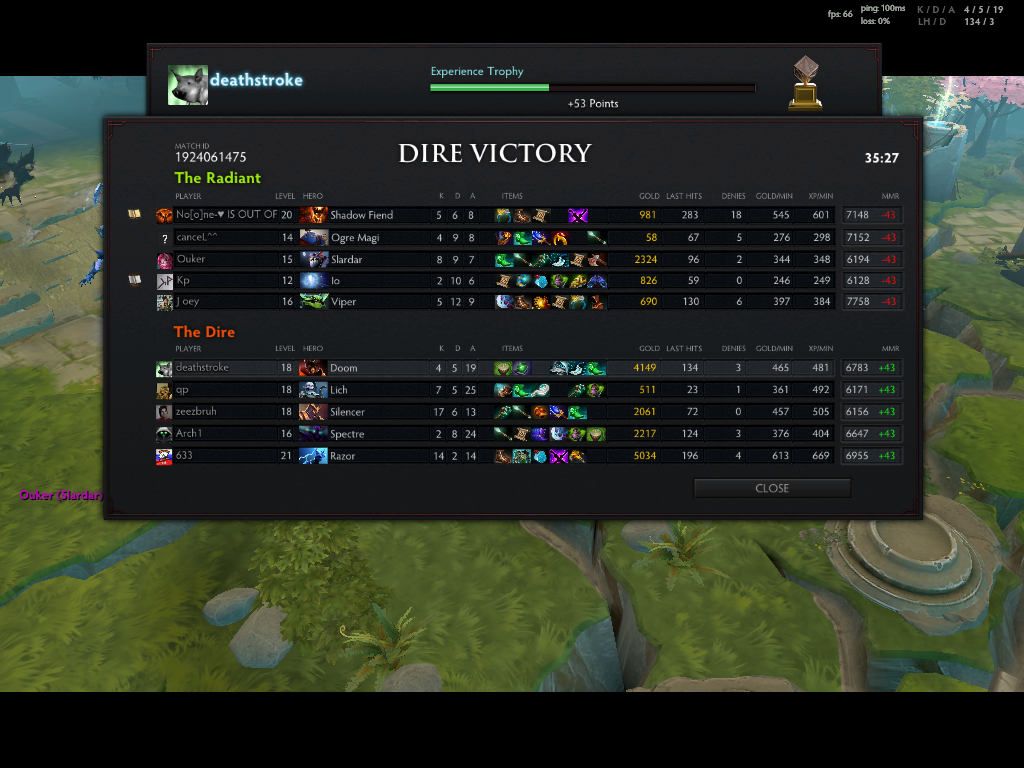 fps: 66
ping: 100ms
loss: 0%
K / D / A 4 / 5 / 19
LH / D 134 / 3
deathstroke
Experience Trophy
+53 Points
MATCH ID
1924061475
DIRE VICTORY
35:27
The Radiant
PLAYER LEVEL HERO K D A ITEMS GOLD LAST HITS DENIES GOLD/MIN XP/MIN MMR
No[o]ne-♥ IS OUT OF 20 Shadow Fiend 5 6 8 981 283 18 545 601 7148 -43
? canceL^^ 14 Ogre Magi 4 9 8 58 67 5 276 298 7152 -43
Ouker 15 Slardar 8 9 7 2324 96 2 344 348 6194 -43
Kp 12 Io 2 10 6 826 59 0 246 249 6128 -43
J oey 16 Viper 5 12 9 690 130 6 397 384 7758 -43
The Dire
PLAYER LEVEL HERO K D A ITEMS GOLD LAST HITS DENIES GOLD/MIN XP/MIN MMR
deathstroke 18 Doom 4 5 19 4149 134 3 465 481 6783 +43
qp 18 Lich 7 5 25 511 23 1 361 492 6171 +43
zeezbruh 18 Silencer 17 6 13 2061 72 0 457 505 6156 +43
Arch1 16 Spectre 2 8 24 2217 124 3 376 404 6647 +43
633 21 Razor 14 2 14 5034 196 4 613 669 6955 +43
CLOSE
Ouker (Slardar)